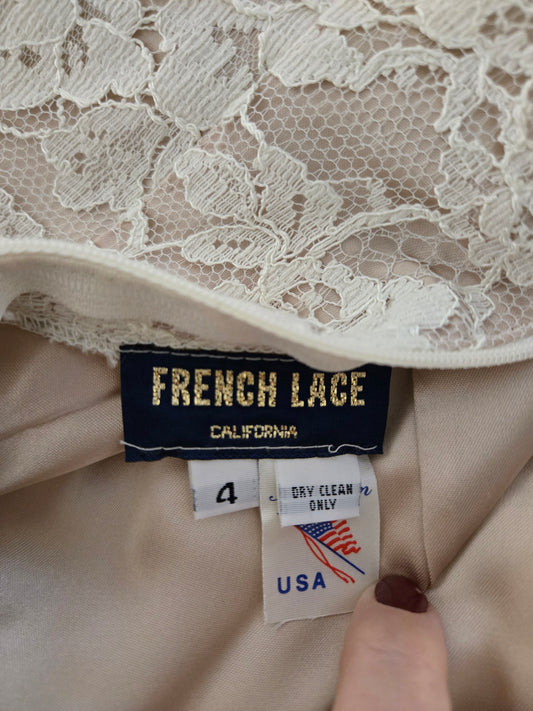 FRENCH LACE
CALIFORNIA
4
DRY CLEAN
ONLY
USA